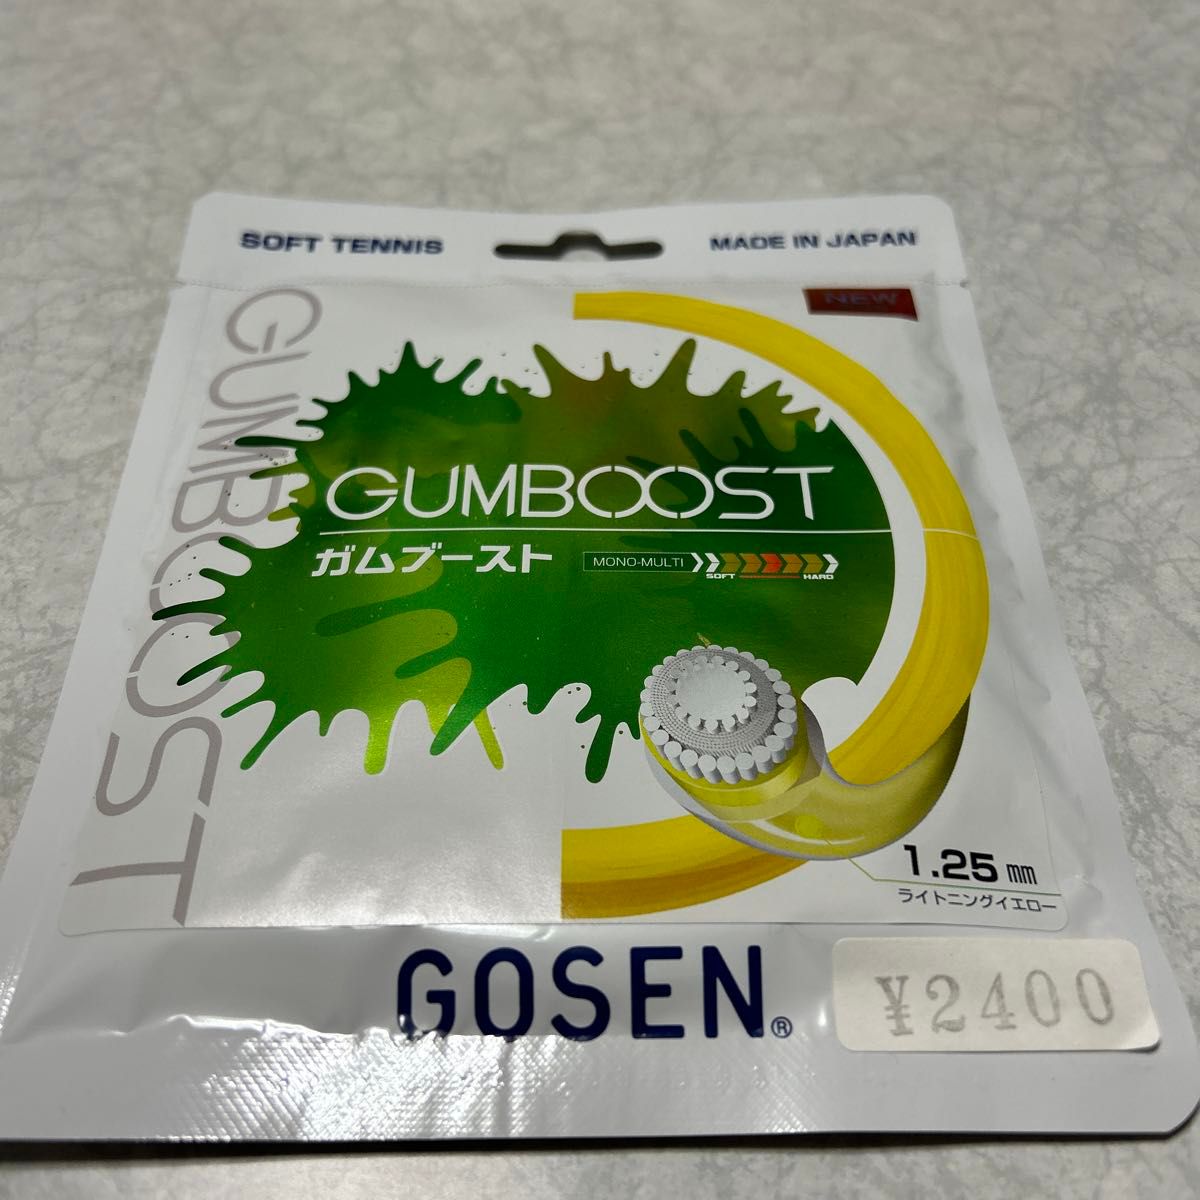 SOFT TENNIS
MADE IN JAPAN
NEW
GUMBOOST
GUMBOOST
ガムブースト
MONO-MULTI
SOFT
HARD
1.25 mm
ライトニングイエロー
GOSEN®
¥2400